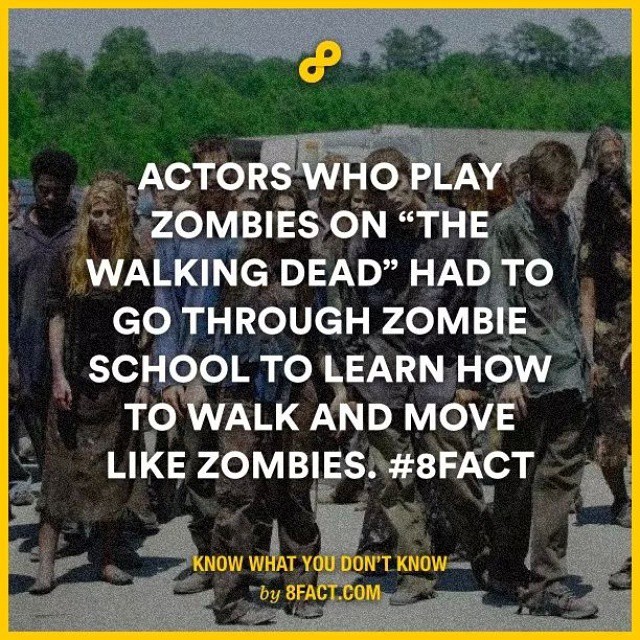 ACTORS WHO PLAY
ZOMBIES ON “THE
WALKING DEAD” HAD TO
GO THROUGH ZOMBIE
SCHOOL TO LEARN HOW
TO WALK AND MOVE
LIKE ZOMBIES. #8FACT
KNOW WHAT YOU DON'T KNOW
by 8FACT.COM